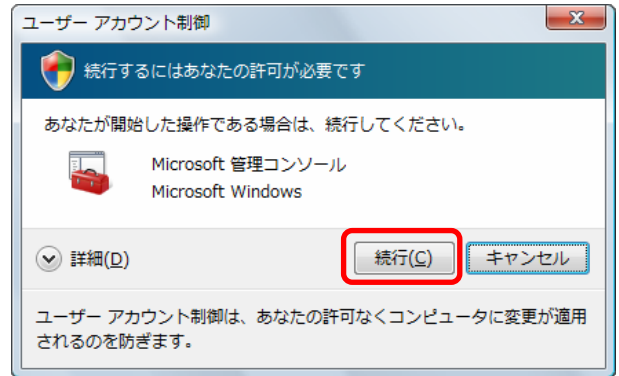 ユーザー アカウント制御
続行するにはあなたの許可が必要です
あなたが開始した操作である場合は、続行してください。
Microsoft 管理コンソール
Microsoft Windows
詳細(D)
続行(C)
キャンセル
ユーザー アカウント制御は、あなたの許可なくコンピュータに変更が適用
されるのを防ぎます。